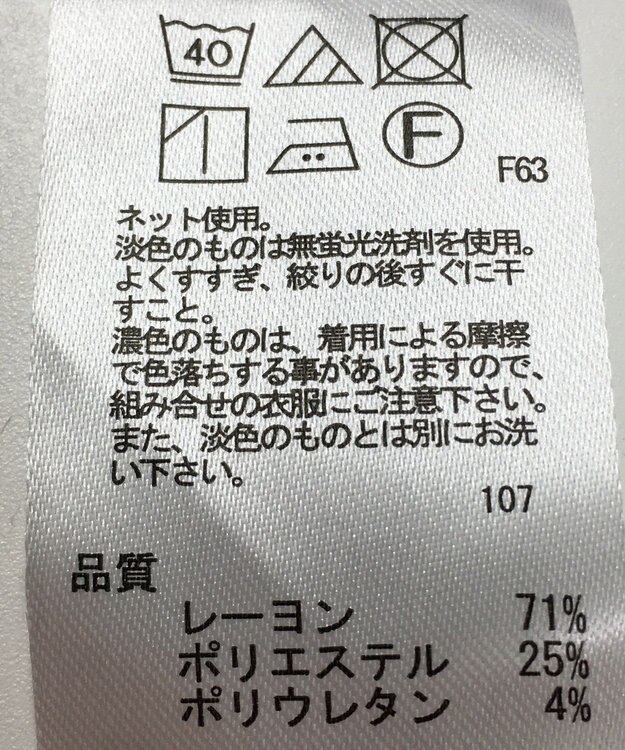 40
F
F63
ネット使用。
淡色のものは無蛍光洗剤を使用。
よくすすぎ、絞りの後すぐに干
すこと。
濃色のものは、着用による摩擦
で色落ちする事がありますので、
組み合せの衣服にご注意下さい。
また、淡色のものとは別にお洗
い下さい。
107
品質
レーヨン 71%
ポリエステル 25%
ポリウレタン 4%